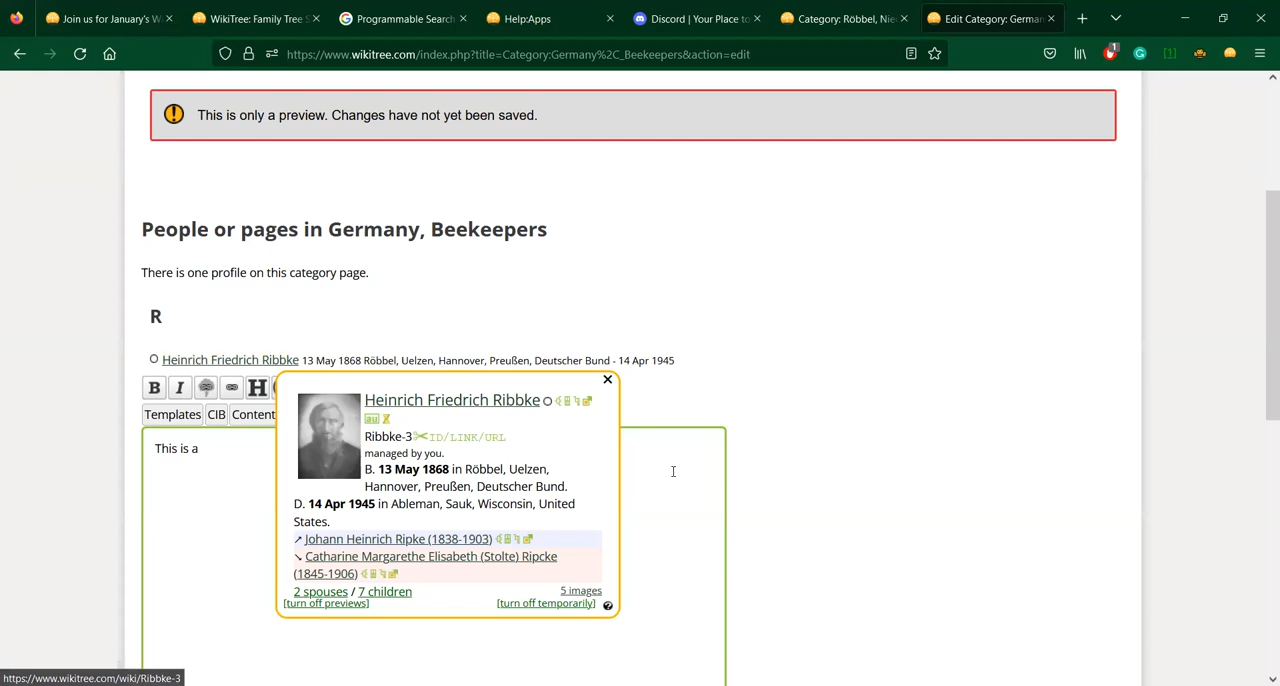 Join us for January's W
WikiTree: Family Tree S
Programmable Search
Help:Apps
Discord | Your Place to
Category: Röbbel, Nie
Edit Category: German
https://www.wikitree.com/index.php?title=Category:Germany%2C_Beekeepers&action=edit
1
This is only a preview. Changes have not yet been saved.
People or pages in Germany, Beekeepers
There is one profile on this category page.
R
Heinrich Friedrich Ribbke 13 May 1868 Röbbel, Uelzen, Hannover, Preußen, Deutscher Bund - 14 Apr 1945
B I H
Templates CIB Content
This is a
Heinrich Friedrich Ribbke
au
Ribbke-3 ID/LINK/URL
managed by you.
B. 13 May 1868 in Röbbel, Uelzen,
Hannover, Preußen, Deutscher Bund.
D. 14 Apr 1945 in Ableman, Sauk, Wisconsin, United
States.
Johann Heinrich Ripke (1838-1903)
Catharine Margarethe Elisabeth (Stolte) Ripcke
(1845-1906)
2 spouses / 7 children 5 images
[turn off previews] [turn off temporarily]
https://www.wikitree.com/wiki/Ribbke-3